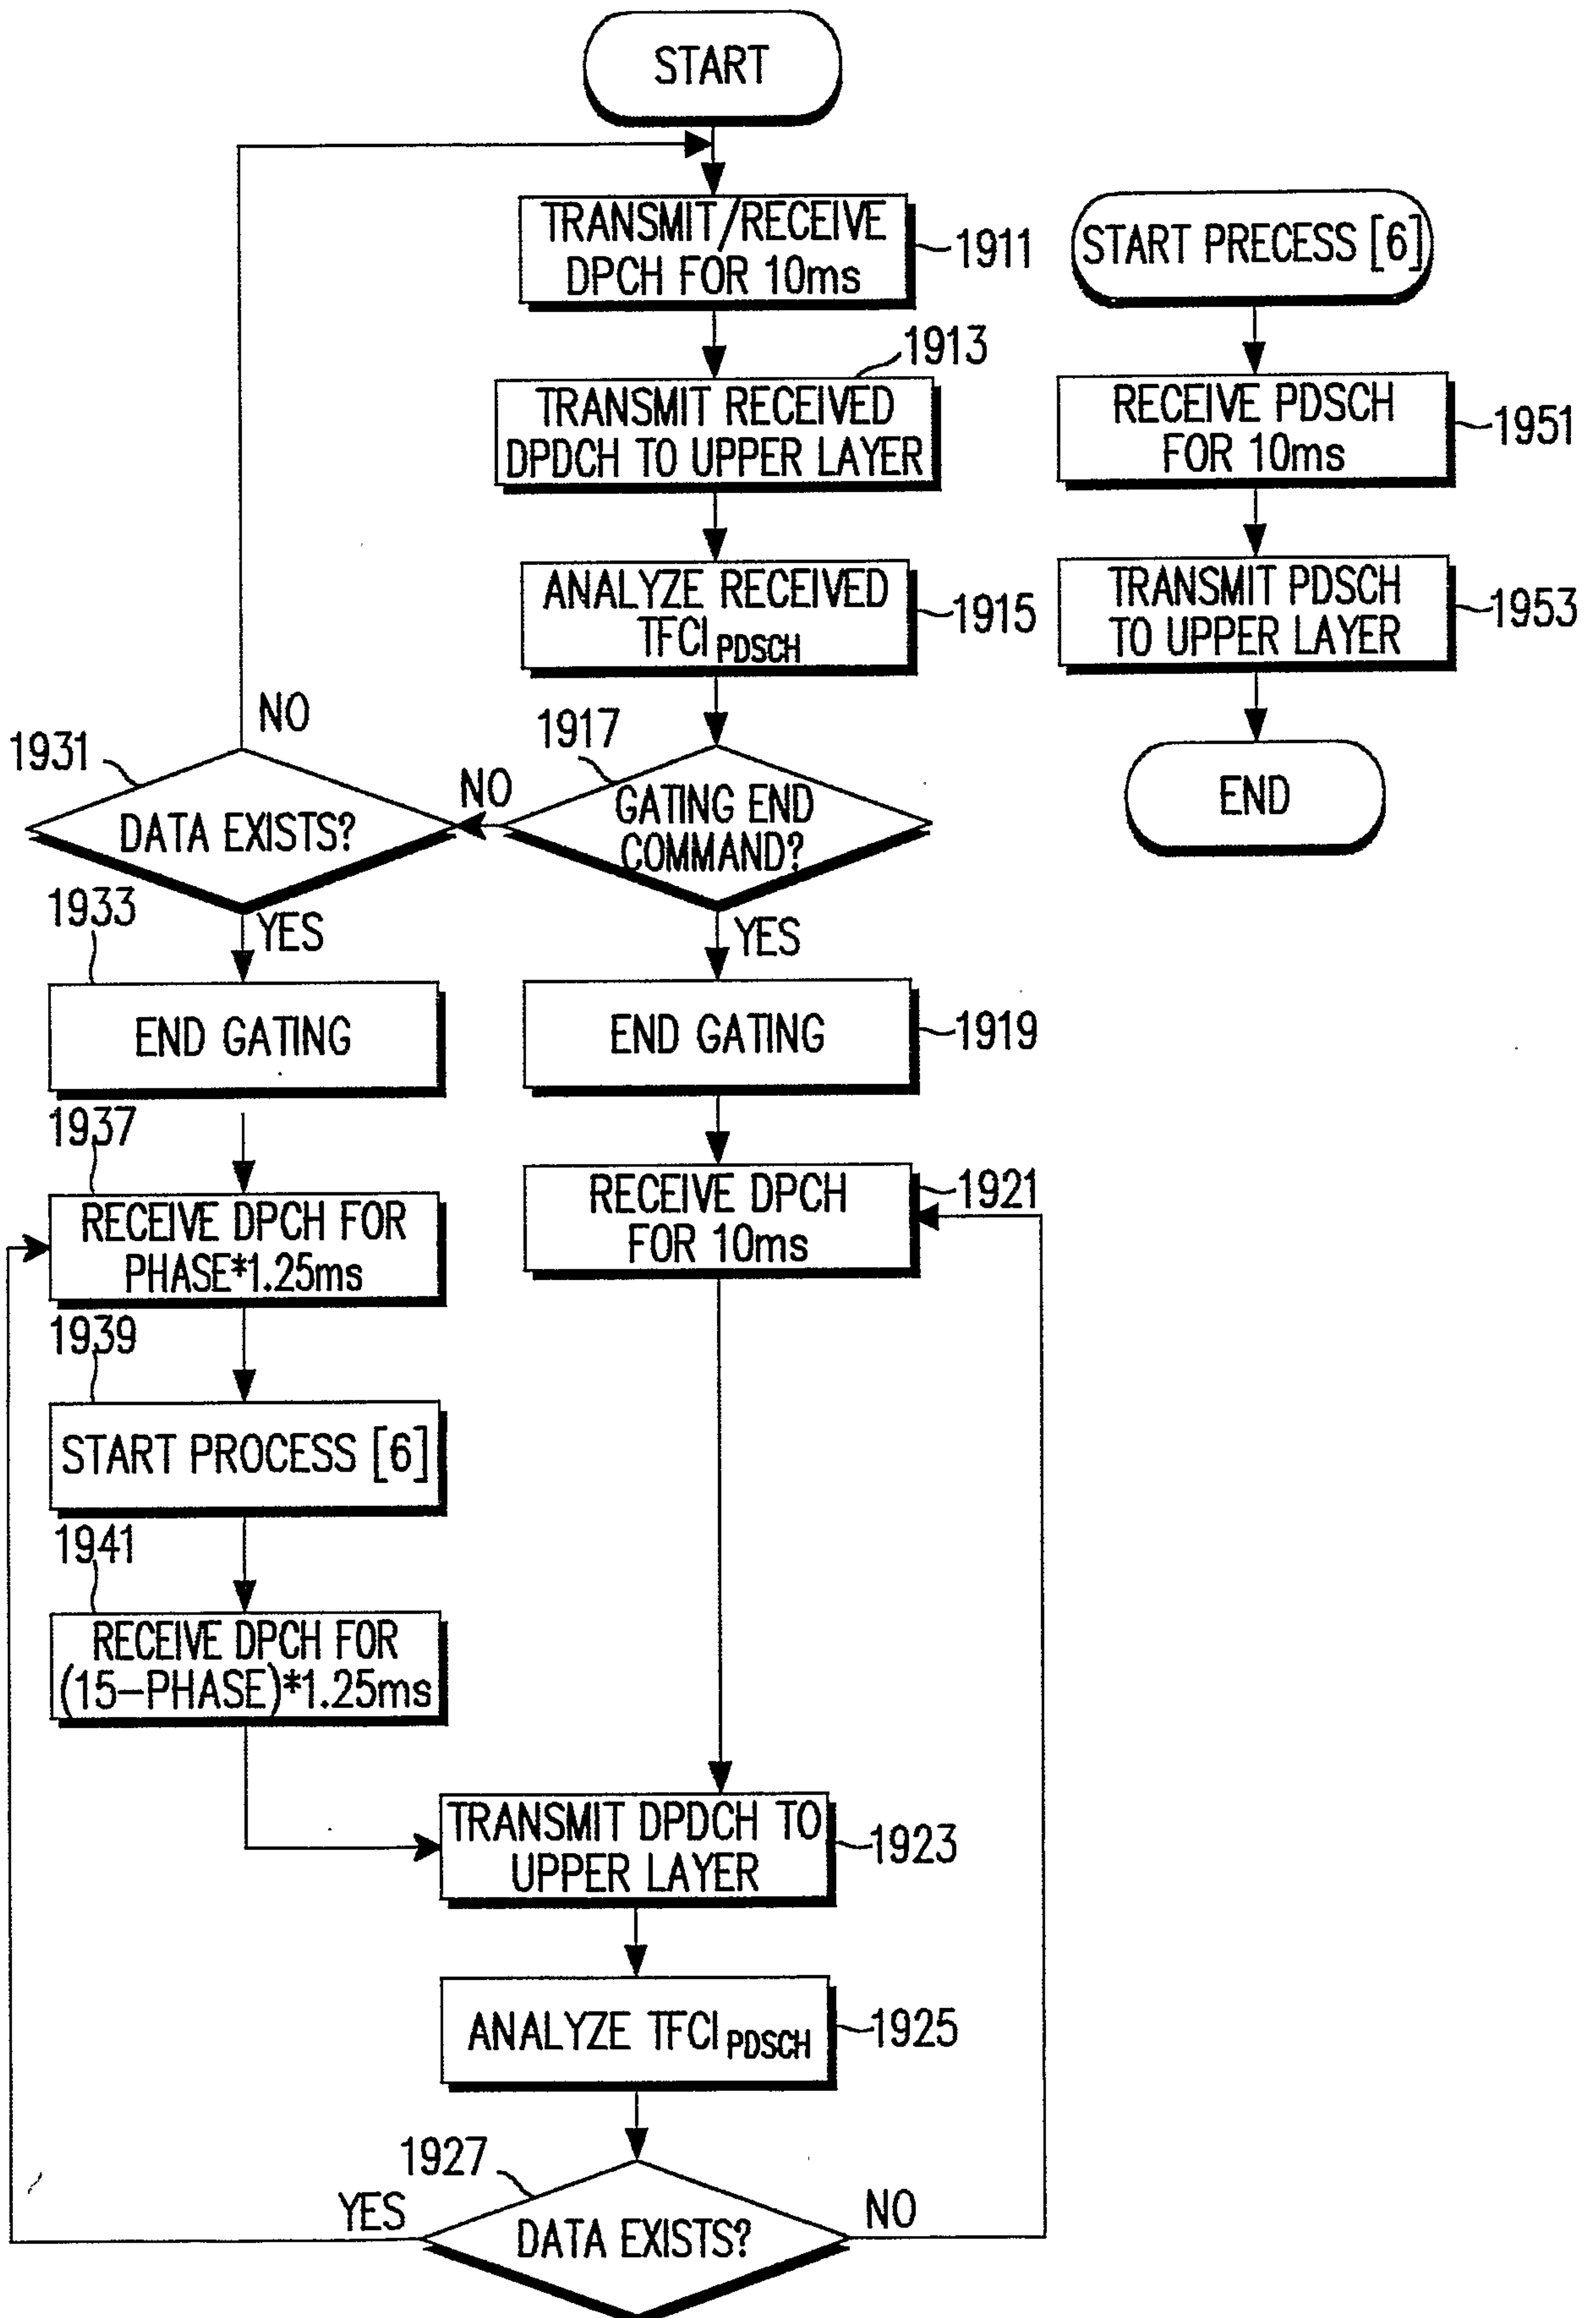 START
TRANSMIT/RECEIVE
DPCH FOR 10ms
1911
1913
TRANSMIT RECEIVED
DPDCH TO UPPER LAYER
ANALYZE RECEIVED
TFCI PDSCH
1915
1917
GATING END
COMMAND?
NO
YES
1931
DATA EXISTS?
NO
YES
1933
END GATING
END GATING
1919
1937
RECEIVE DPCH FOR
PHASE*1.25ms
RECEIVE DPCH
FOR 10ms
1921
1939
START PROCESS [6]
1941
RECEIVE DPCH FOR
(15-PHASE)*1.25ms
TRANSMIT DPDCH TO
UPPER LAYER
1923
ANALYZE TFCI PDSCH
1925
1927
DATA EXISTS?
YES
NO
START PRECESS [6]
RECEIVE PDSCH
FOR 10ms
1951
TRANSMIT PDSCH
TO UPPER LAYER
1953
END